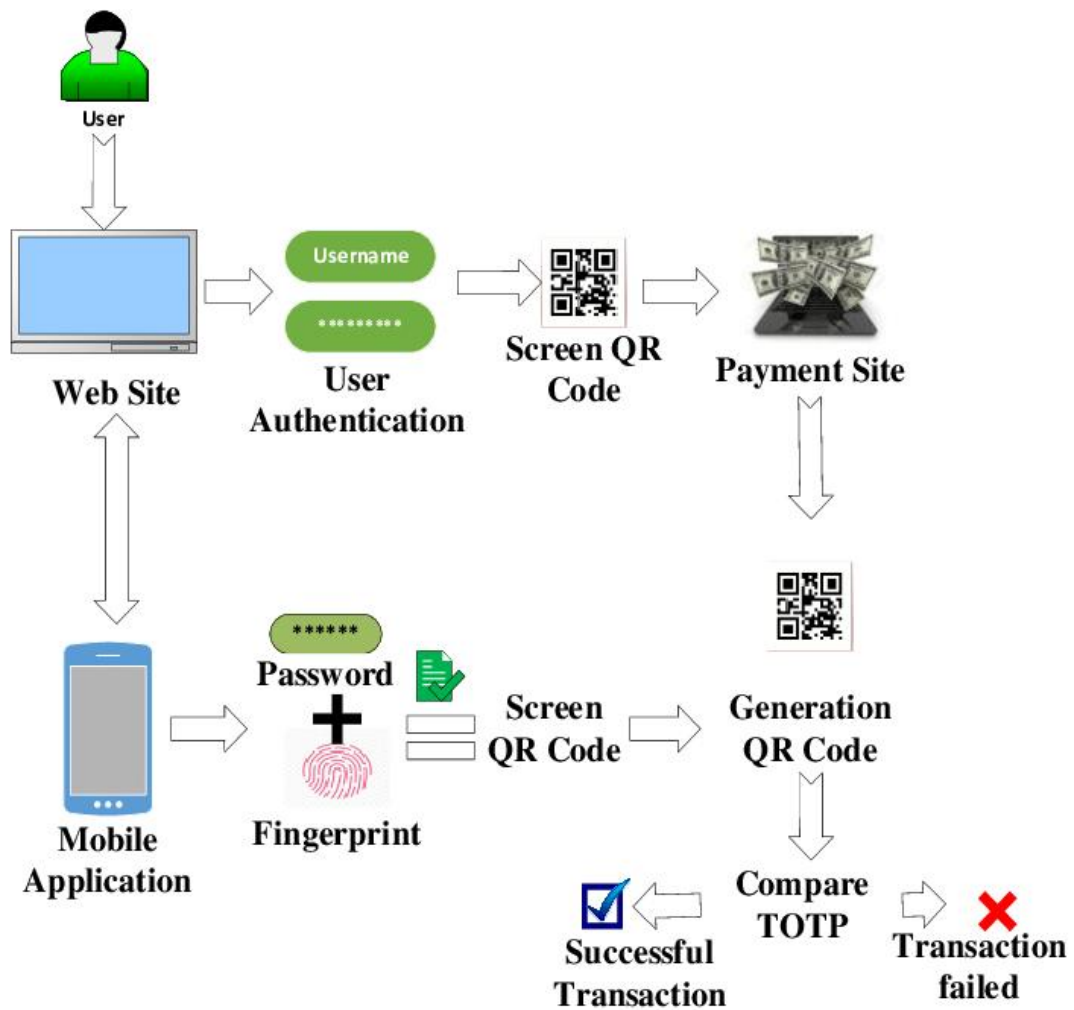 User
Username
*********
Web Site
User
Authentication
Screen QR
Code
Payment Site
******
Password
Fingerprint
Screen
QR Code
Generation
QR Code
Mobile
Application
Compare
TOTP
Successful
Transaction
Transaction
failed